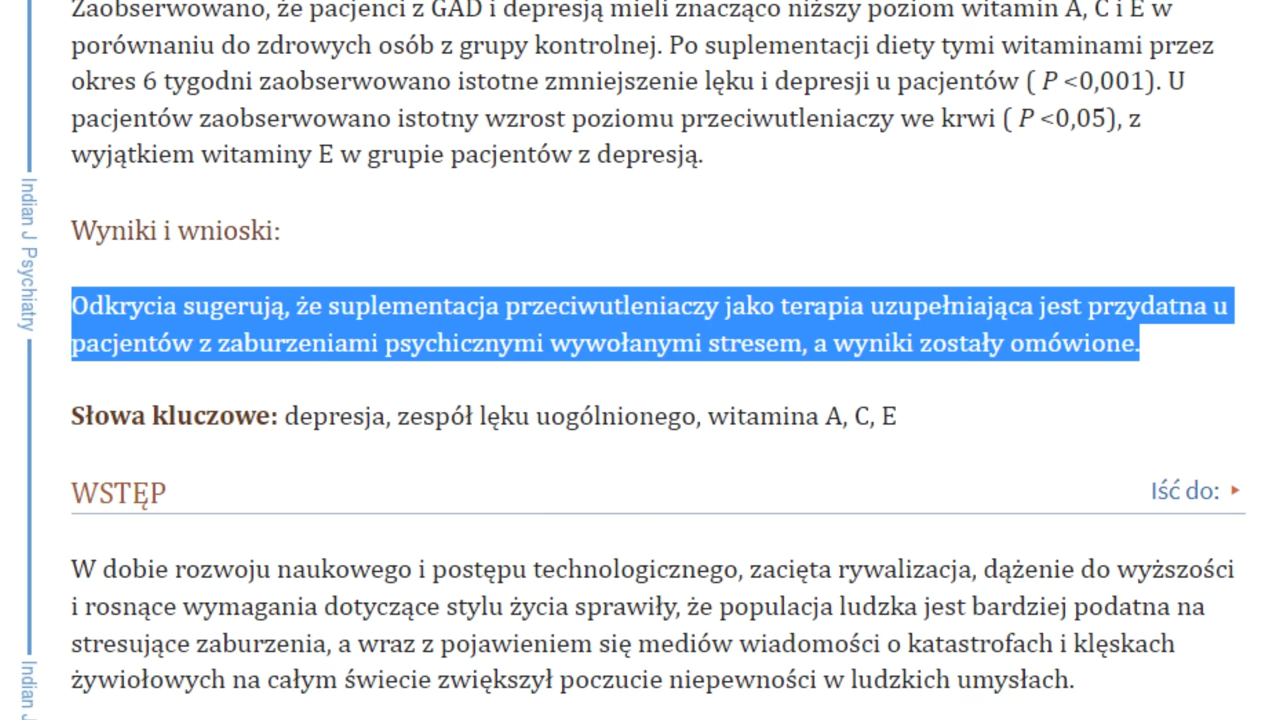 Zaobserwowano, że pacjenci z GAD i depresją mieli znacząco niższy poziom witamin A, C i E w
porównaniu do zdrowych osób z grupy kontrolnej. Po suplementacji diety tymi witaminami przez
okres 6 tygodni zaobserwowano istotne zmniejszenie lęku i depresji u pacjentów ( P <0,001). U
pacjentów zaobserwowano istotny wzrost poziomu przeciwutleniaczy we krwi ( P <0,05), z
wyjątkiem witaminy E w grupie pacjentów z depresją.
Wyniki i wnioski:
Odkrycia sugerują, że suplementacja przeciwutleniaczy jako terapia uzupełniająca jest przydatna u
pacjentów z zaburzeniami psychicznymi wywołanymi stresem, a wyniki zostały omówione.
Słowa kluczowe: depresja, zespół lęku uogólnionego, witamina A, C, E
WSTĘP
Iść do:
W dobie rozwoju naukowego i postępu technologicznego, zacięta rywalizacja, dążenie do wyższości
i rosnące wymagania dotyczące stylu życia sprawiły, że populacja ludzka jest bardziej podatna na
stresujące zaburzenia, a wraz z pojawieniem się mediów wiadomości o katastrofach i klęskach
żywiołowych na całym świecie zwiększył poczucie niepewności w ludzkich umysłach.
Indian J Psychiatry
Indian J